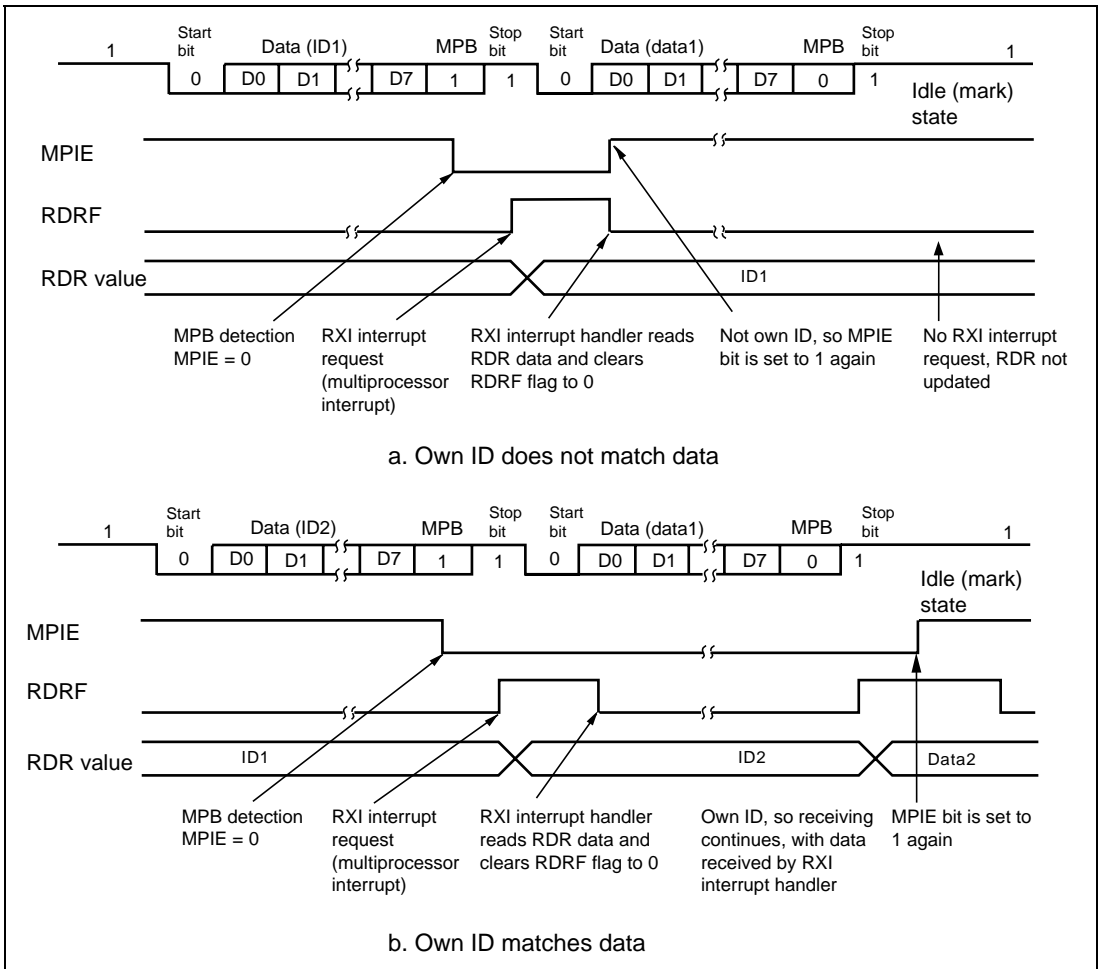 1 Start bit Data (ID1) MPB Stop bit Start bit Data (data1) MPB Stop bit 1
0 D0 D1 D7 1 1 0 D0 D1 D7 0 1
Idle (mark) state
MPIE
RDRF
RDR value
ID1
MPB detection
MPIE = 0
RXI interrupt
request
(multiprocessor
interrupt)
RXI interrupt handler reads
RDR data and clears
RDRF flag to 0
Not own ID, so MPIE
bit is set to 1 again
No RXI interrupt
request, RDR not
updated
a. Own ID does not match data
1 Start bit Data (ID2) MPB Stop bit Start bit Data (data1) MPB Stop bit 1
0 D0 D1 D7 1 1 0 D0 D1 D7 0 1
Idle (mark) state
MPIE
RDRF
RDR value
ID1 ID2 Data2
MPB detection
MPIE = 0
RXI interrupt
request
(multiprocessor
interrupt)
RXI interrupt handler
reads RDR data and
clears RDRF flag to 0
Own ID, so receiving
continues, with data
received by RXI
interrupt handler
MPIE bit is set to
1 again
b. Own ID matches data